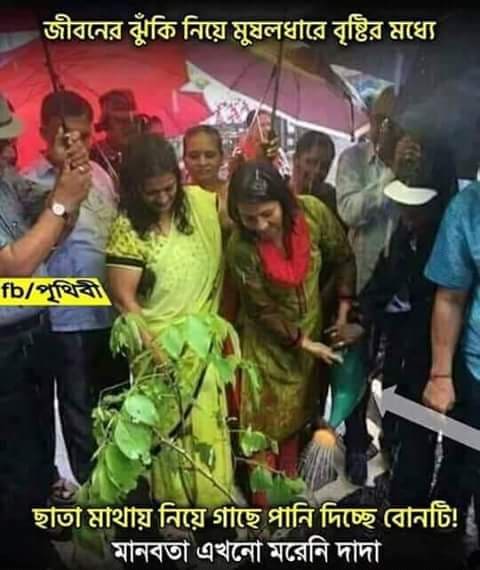 জীবনের ঝুঁকি নিয়ে মুষলধারে বৃষ্টির মধ্যে
fb/পৃথিবী
ছাতা মাথায় নিয়ে গাছে পানি দিচ্ছে বোনটি!
মানবতা এখনো মরেনি দাদা